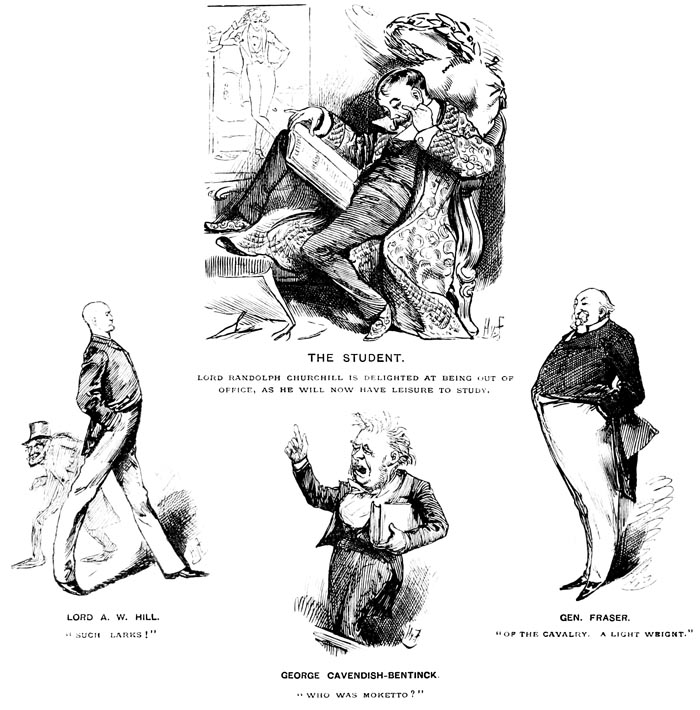 THE STUDENT.
LORD RANDOLPH CHURCHILL IS DELIGHTED AT BEING OUT OF
OFFICE, AS HE WILL NOW HAVE LEISURE TO STUDY.
LORD A. W. HILL.
"SUCH LARKS!"
GEN. FRASER.
"OF THE CAVALRY. A LIGHT WEIGHT."
GEORGE CAVENDISH-BENTINCK.
"WHO WAS MOKETTO?"